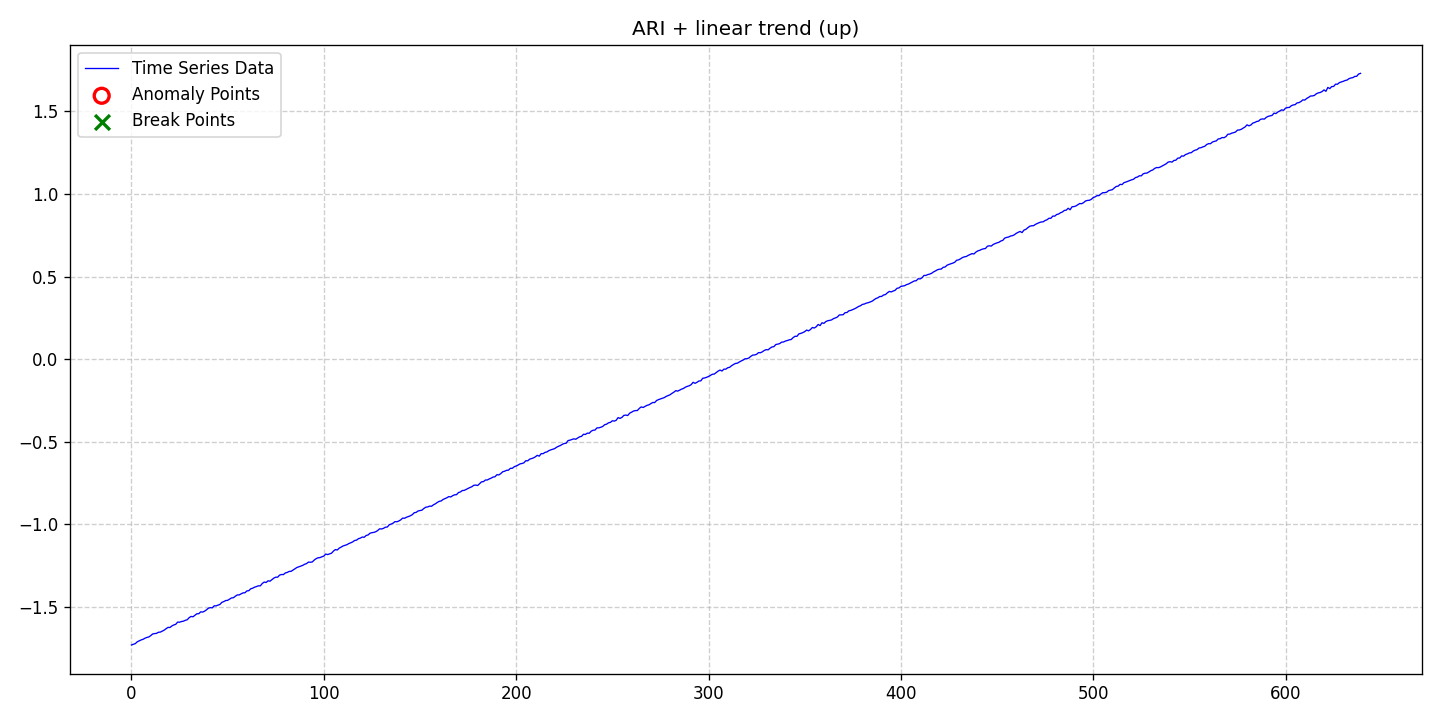 ARI + linear trend (up)
Time Series Data
Anomaly Points
Break Points
1.5
1.0
0.5
0.0
−0.5
−1.0
−1.5
0 100 200 300 400 500 600